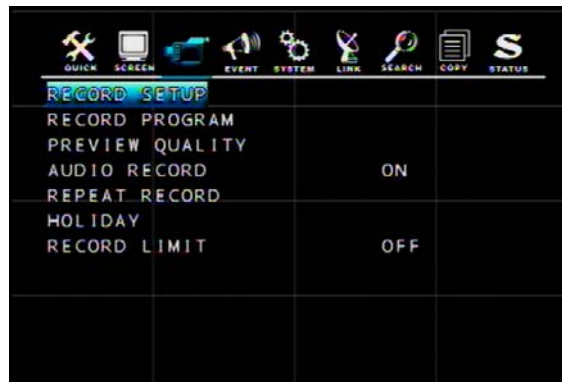 QUICK SCREEN EVENT SYSTEM LINK SEARCH COPY STATUS
RECORD SETUP
RECORD PROGRAM
PREVIEW QUALITY
AUDIO RECORD ON
REPEAT RECORD
HOLIDAY
RECORD LIMIT OFF